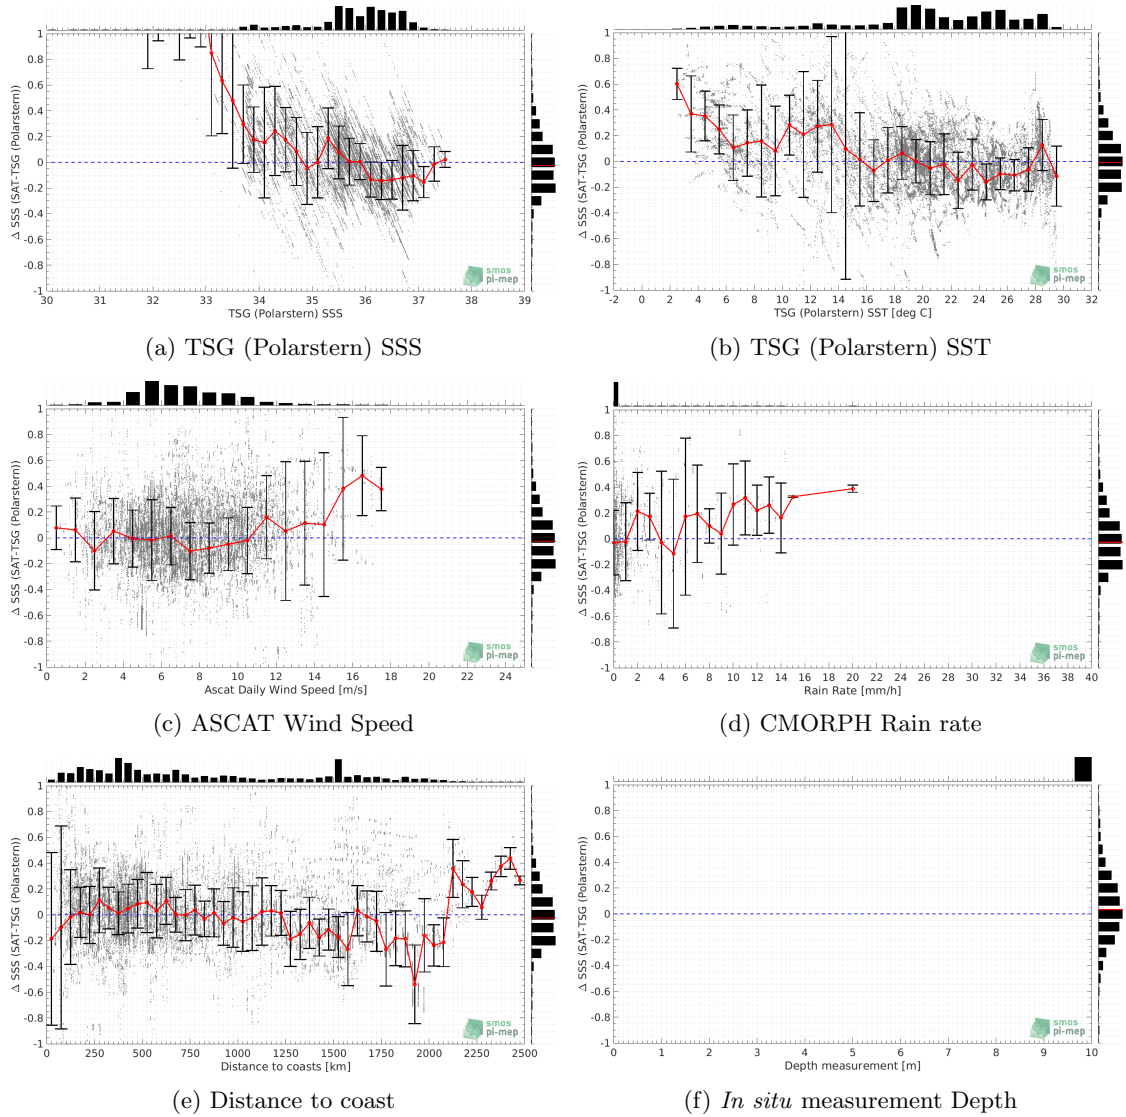 1
0.8
0.6
0.4
0.2
0
-0.2
-0.4
-0.6
-0.8
-1
Δ SSS (SAT-TSG (Polarstern))
30 31 32 33 34 35 36 37 38 39
TSG (Polarstern) SSS
smos
pi-mep
(a) TSG (Polarstern) SSS
1
0.8
0.6
0.4
0.2
0
-0.2
-0.4
-0.6
-0.8
-1
Δ SSS (SAT-TSG (Polarstern))
-2 0 2 4 6 8 10 12 14 16 18 20 22 24 26 28 30 32
TSG (Polarstern) SST [deg C]
smos
pi-mep
(b) TSG (Polarstern) SST
1
0.8
0.6
0.4
0.2
0
-0.2
-0.4
-0.6
-0.8
-1
Δ SSS (SAT-TSG (Polarstern))
0 2 4 6 8 10 12 14 16 18 20 22 24
Ascat Daily Wind Speed [m/s]
smos
pi-mep
(c) ASCAT Wind Speed
1
0.8
0.6
0.4
0.2
0
-0.2
-0.4
-0.6
-0.8
-1
Δ SSS (SAT-TSG (Polarstern))
0 2 4 6 8 10 12 14 16 18 20 22 24 26 28 30 32 34 36 38 40
Rain Rate [mm/h]
smos
pi-mep
(d) CMORPH Rain rate
1
0.8
0.6
0.4
0.2
0
-0.2
-0.4
-0.6
-0.8
-1
Δ SSS (SAT-TSG (Polarstern))
0 250 500 750 1000 1250 1500 1750 2000 2250 2500
Distance to coasts [km]
smos
pi-mep
(e) Distance to coast
1
0.8
0.6
0.4
0.2
0
-0.2
-0.4
-0.6
-0.8
-1
Δ SSS (SAT-TSG (Polarstern))
0 1 2 3 4 5 6 7 8 9 10
Depth measurement [m]
smos
pi-mep
(f) In situ measurement Depth